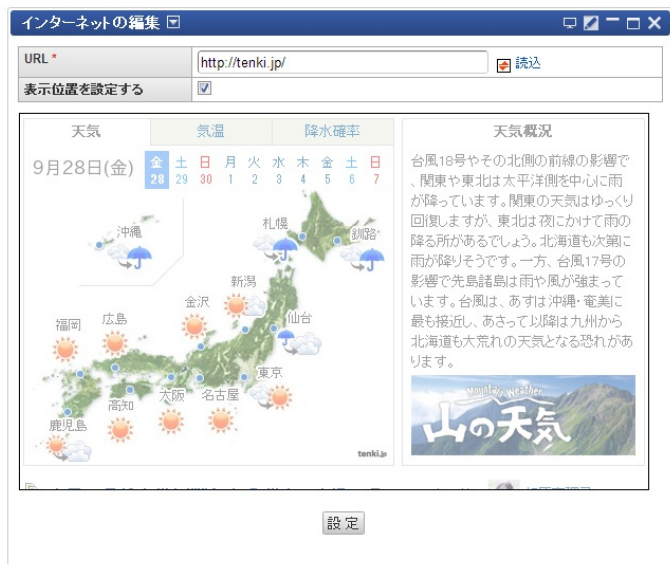 インターネットの編集
URL *
http://tenki.jp/
読込
表示位置を設定する
天気
気温
降水確率
9月28日(金)
金 土 日 月 火 水 木 金 土 日
28 29 30 1 2 3 4 5 6 7
沖縄
札幌
釧路
新潟
金沢
仙台
福岡
広島
東京
大阪
名古屋
高知
鹿児島
tenki.jp
天気概況
台風18号やその北側の前線の影響で
、関東や東北は太平洋側を中心に雨
が降っています。関東の天気はゆっくり
回復しますが、東北は夜にかけて雨の
降る所があるでしょう。北海道も次第に
雨が降りそうです。一方、台風17号の
影響で先島諸島は雨や風が強まって
います。台風は、あすは沖縄・奄美に
最も接近し、あさって以降は九州から
北海道も大荒れの天気となる恐れがあ
ります。
Mountain Weather
山の天気
設定